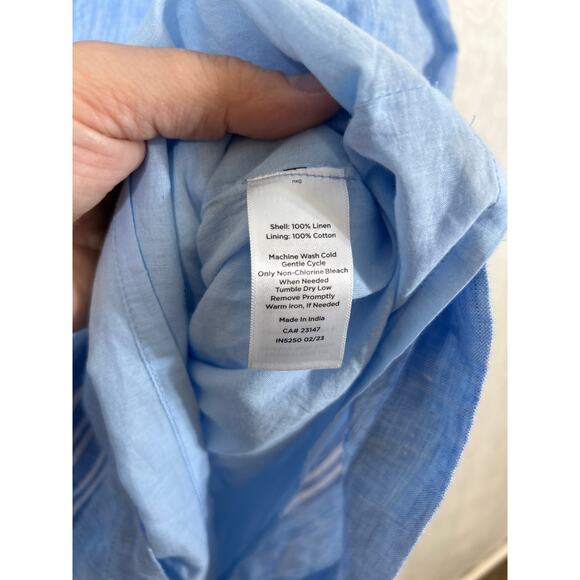 Shell: 100% Linen
Lining: 100% Cotton
Machine Wash Cold
Gentle Cycle
Only Non-Chlorine Bleach
When Needed
Tumble Dry Low
Remove Promptly
Warm Iron, If Needed
Made In India
CA# 23147
IN5250 02/23